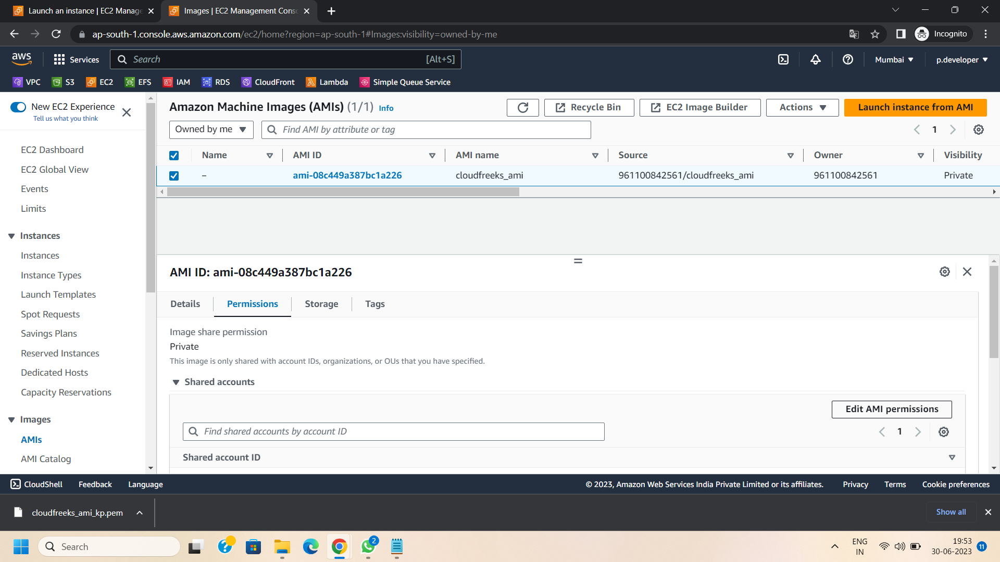 Launch an instance | EC2 Manage
Images | EC2 Management Conso
ap-south-1.console.aws.amazon.com/ec2/home?region=ap-south-1#Images:visibility=owned-by-me
Incognito
aws
Services
Search
[Alt+S]
Mumbai
p.developer
VPC
S3
EC2
EFS
IAM
RDS
CloudFront
Lambda
Simple Queue Service
New EC2 Experience
Tell us what you think
EC2 Dashboard
EC2 Global View
Events
Limits
Instances
Instances
Instance Types
Launch Templates
Spot Requests
Savings Plans
Reserved Instances
Dedicated Hosts
Capacity Reservations
Images
AMIs
AMI Catalog
Amazon Machine Images (AMIs) (1/1) Info
Recycle Bin
EC2 Image Builder
Actions
Launch instance from AMI
Owned by me
Find AMI by attribute or tag
1
Name
AMI ID
AMI name
Source
Owner
Visibility
–
ami-08c449a387bc1a226
cloudfreeks_ami
961100842561/cloudfreeks_ami
961100842561
Private
AMI ID: ami-08c449a387bc1a226
Details
Permissions
Storage
Tags
Image share permission
Private
This image is only shared with account IDs, organizations, or OUs that you have specified.
Shared accounts
Edit AMI permissions
Find shared accounts by account ID
1
Shared account ID
CloudShell
Feedback
Language
© 2023, Amazon Web Services India Private Limited or its affiliates.
Privacy
Terms
Cookie preferences
cloudfreeks_ami_kp.pem
Show all
Search
2
ENG
IN
19:53
30-06-2023
11